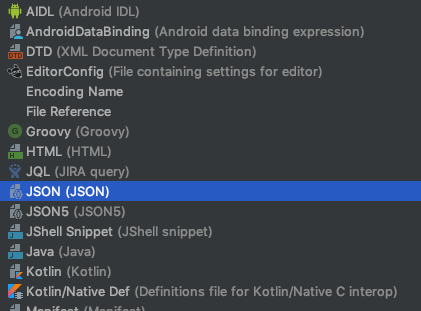 AIDL (Android IDL)
AndroidDataBinding (Android data binding expression)
DTD (XML Document Type Definition)
EditorConfig (File containing settings for editor)
Encoding Name
File Reference
Groovy (Groovy)
HTML (HTML)
JQL (JIRA query)
JSON (JSON)
JSON5 (JSON5)
JShell Snippet (JShell snippet)
Java (Java)
Kotlin (Kotlin)
Kotlin/Native Def (Definitions file for Kotlin/Native C interop)
Manifest (Manifest)